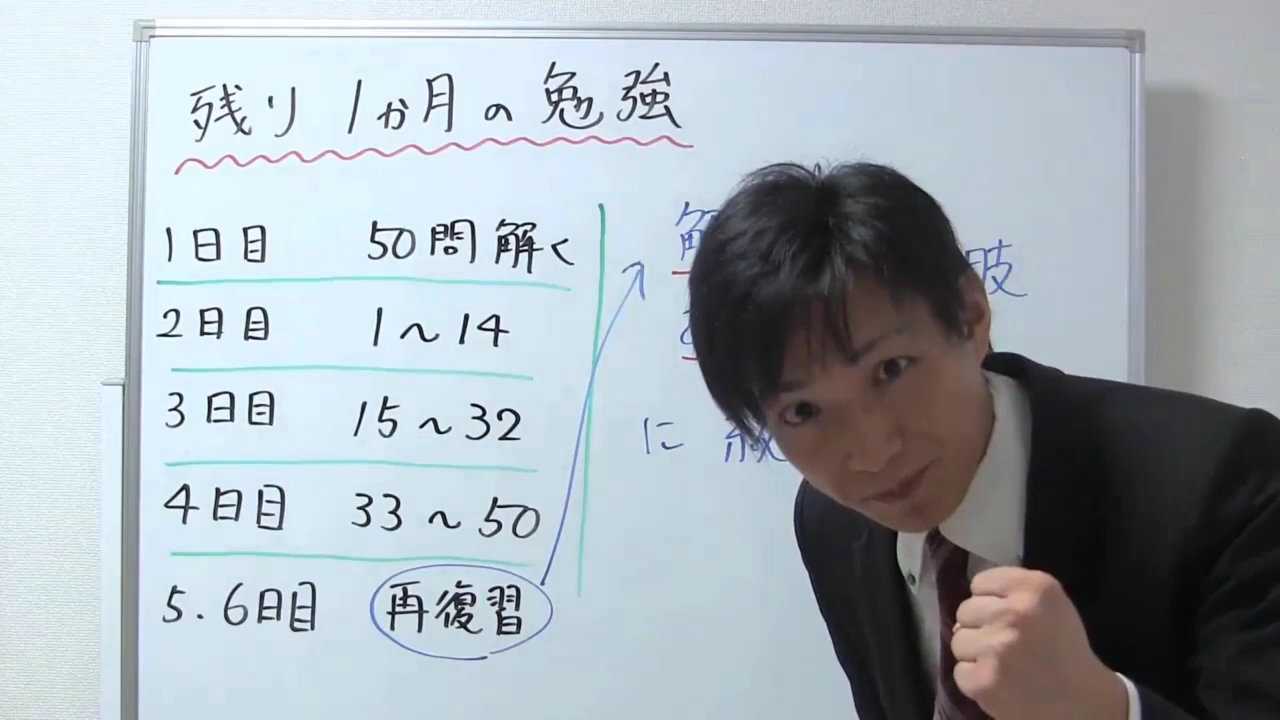 残り1か月の勉強
1日目 50問解く
2日目 1~14
3日目 15~32
4日目 33~50
5.6日目 再復習
解 肢
に